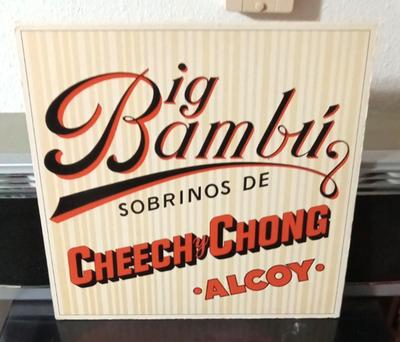 Big
Bambú
SOBRINOS DE
CHEECH y CHONG
·ALCOY·